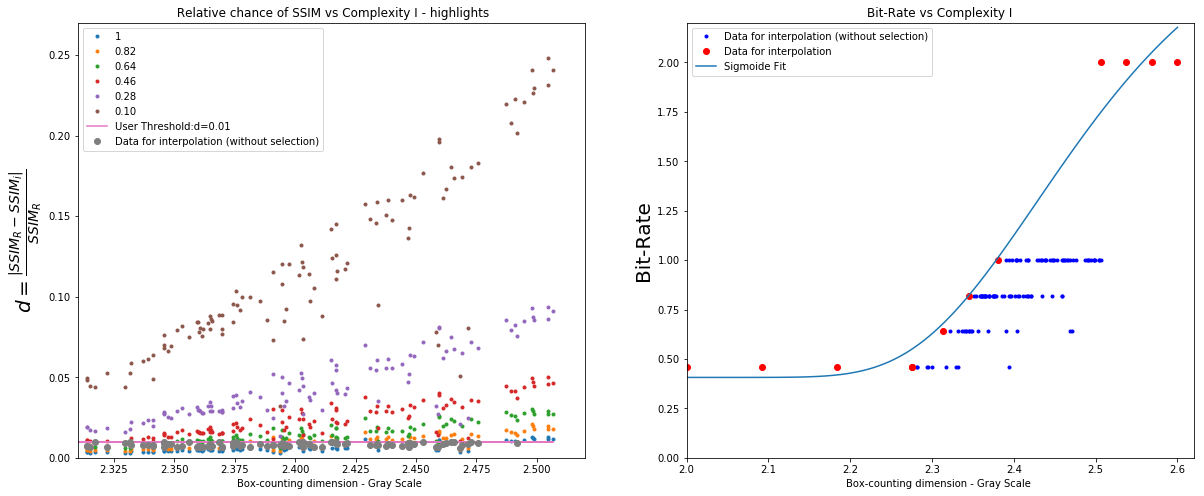 Relative chance of SSIM vs Complexity I - highlights
1
0.82
0.64
0.46
0.28
0.10
User Threshold:d=0.01
Data for interpolation (without selection)
d = |SSIM_R − SSIM_i| / SSIM_R
0.25
0.20
0.15
0.10
0.05
0.00
2.325 2.350 2.375 2.400 2.425 2.450 2.475 2.500
Box-counting dimension - Gray Scale
Bit-Rate vs Complexity I
Data for interpolation (without selection)
Data for interpolation
Sigmoide Fit
Bit-Rate
2.00
1.75
1.50
1.25
1.00
0.75
0.50
0.25
0.00
2.0 2.1 2.2 2.3 2.4 2.5 2.6
Box-counting dimension - Gray Scale